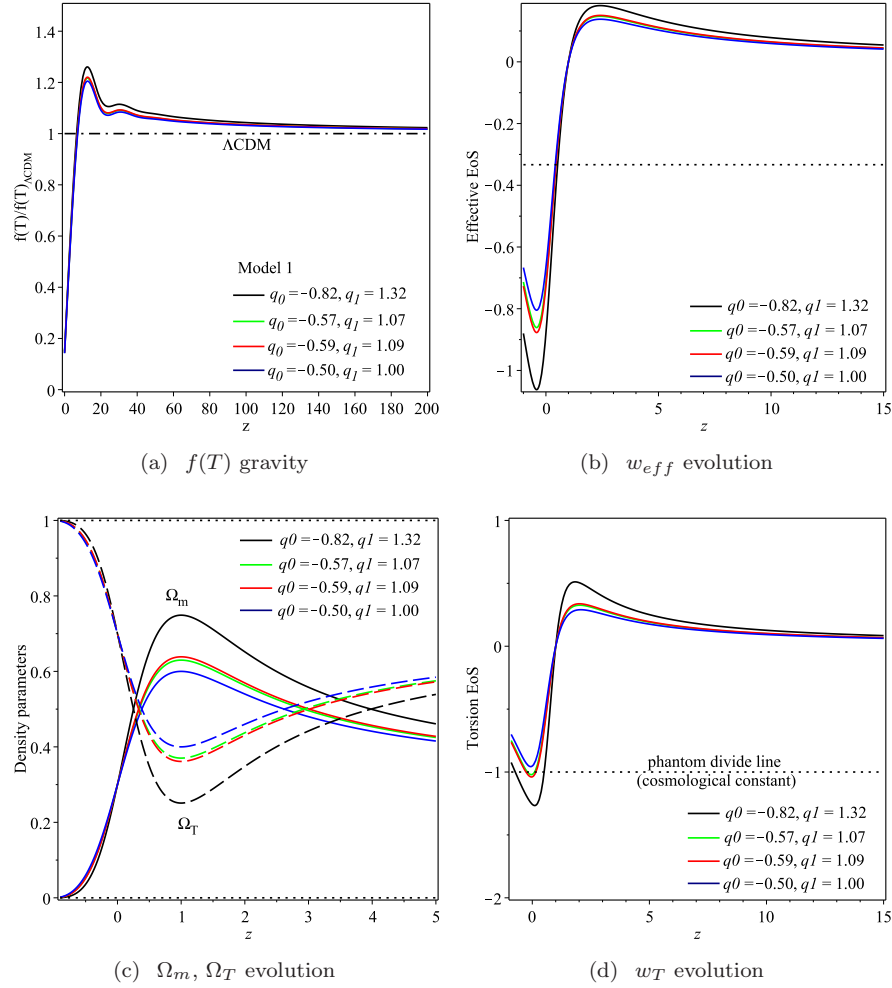 f(T)/f(T)ΛCDM
1.4
1.2
1
0.8
0.6
0.4
0.2
0
ΛCDM
Model 1
q0 =−0.82, q1 = 1.32
q0 =−0.57, q1 = 1.07
q0 =−0.59, q1 = 1.09
q0 =−0.50, q1 = 1.00
0 20 40 60 80 100 120 140 160 180 200
z
(a) f(T) gravity
Effective EoS
0
−0.2
−0.4
−0.6
−0.8
−1
q0 =−0.82, q1 = 1.32
q0 =−0.57, q1 = 1.07
q0 =−0.59, q1 = 1.09
q0 =−0.50, q1 = 1.00
0 5 10 15
z
(b) weff evolution
Density parameters
1
0.8
0.6
0.4
0.2
0
q0 =−0.82, q1 = 1.32
q0 =−0.57, q1 = 1.07
q0 =−0.59, q1 = 1.09
q0 =−0.50, q1 = 1.00
Ωm
ΩT
0 1 2 3 4 5
z
(c) Ωm, ΩT evolution
Torsion EoS
1
0
−1
−2
phantom divide line
(cosmological constant)
q0 =−0.82, q1 = 1.32
q0 =−0.57, q1 = 1.07
q0 =−0.59, q1 = 1.09
q0 =−0.50, q1 = 1.00
0 5 10 15
z
(d) wT evolution